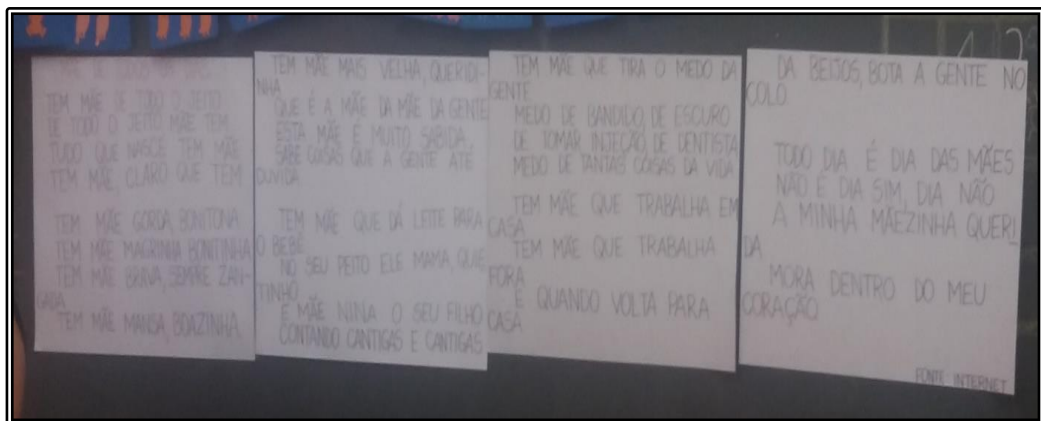 MÃE DE TODOS OS DIAS
TEM MÃE DE TODO O JEITO
DE TODO O JEITO MÃE TEM
TUDO QUE NASCE TEM MÃE
TEM MÃE, CLARO QUE TEM
TEM MÃE GORDA, BONITONA
TEM MÃE MAGRINHA BONITINHA
TEM MÃE BRAVA, SEMPRE ZAN-
GADA
TEM MÃE MANSA, BOAZINHA,
TEM MÃE MAIS VELHA, QUERIDI-
NHA
QUE É A MÃE DA MÃE DA GENTE
ESTA MÃE É MUITO SABIDA,
SABE COISAS QUE A GENTE ATÉ
DUVIDA.
TEM MÃE QUE DÁ LEITE PARA
O BEBÊ
NO SEU PEITO ELE MAMA, QUIE
TINHO
E MÃE NINA O SEU FILHO
CONTANDO CANTIGAS E CANTIGAS
TEM MÃE QUE TIRA O MEDO DA
GENTE
MEDO DE BANDIDO, DE ESCURO
DE TOMAR INJEÇÃO, DE DENTISTA
MEDO DE TANTAS COISAS DA VIDA
TEM MÃE QUE TRABALHA EM
CASA
TEM MÃE QUE TRABALHA
FORA
E QUANDO VOLTA PARA
CASA
DA BEIJOS, BOTA A GENTE NO
COLO.
TODO DIA É DIA DAS MÃES
NÃO É DIA SIM, DIA NÃO
A MINHA MÃEZINHA QUERI
DA
MORA DENTRO DO MEU
CORAÇÃO
FONTE: INTERNET